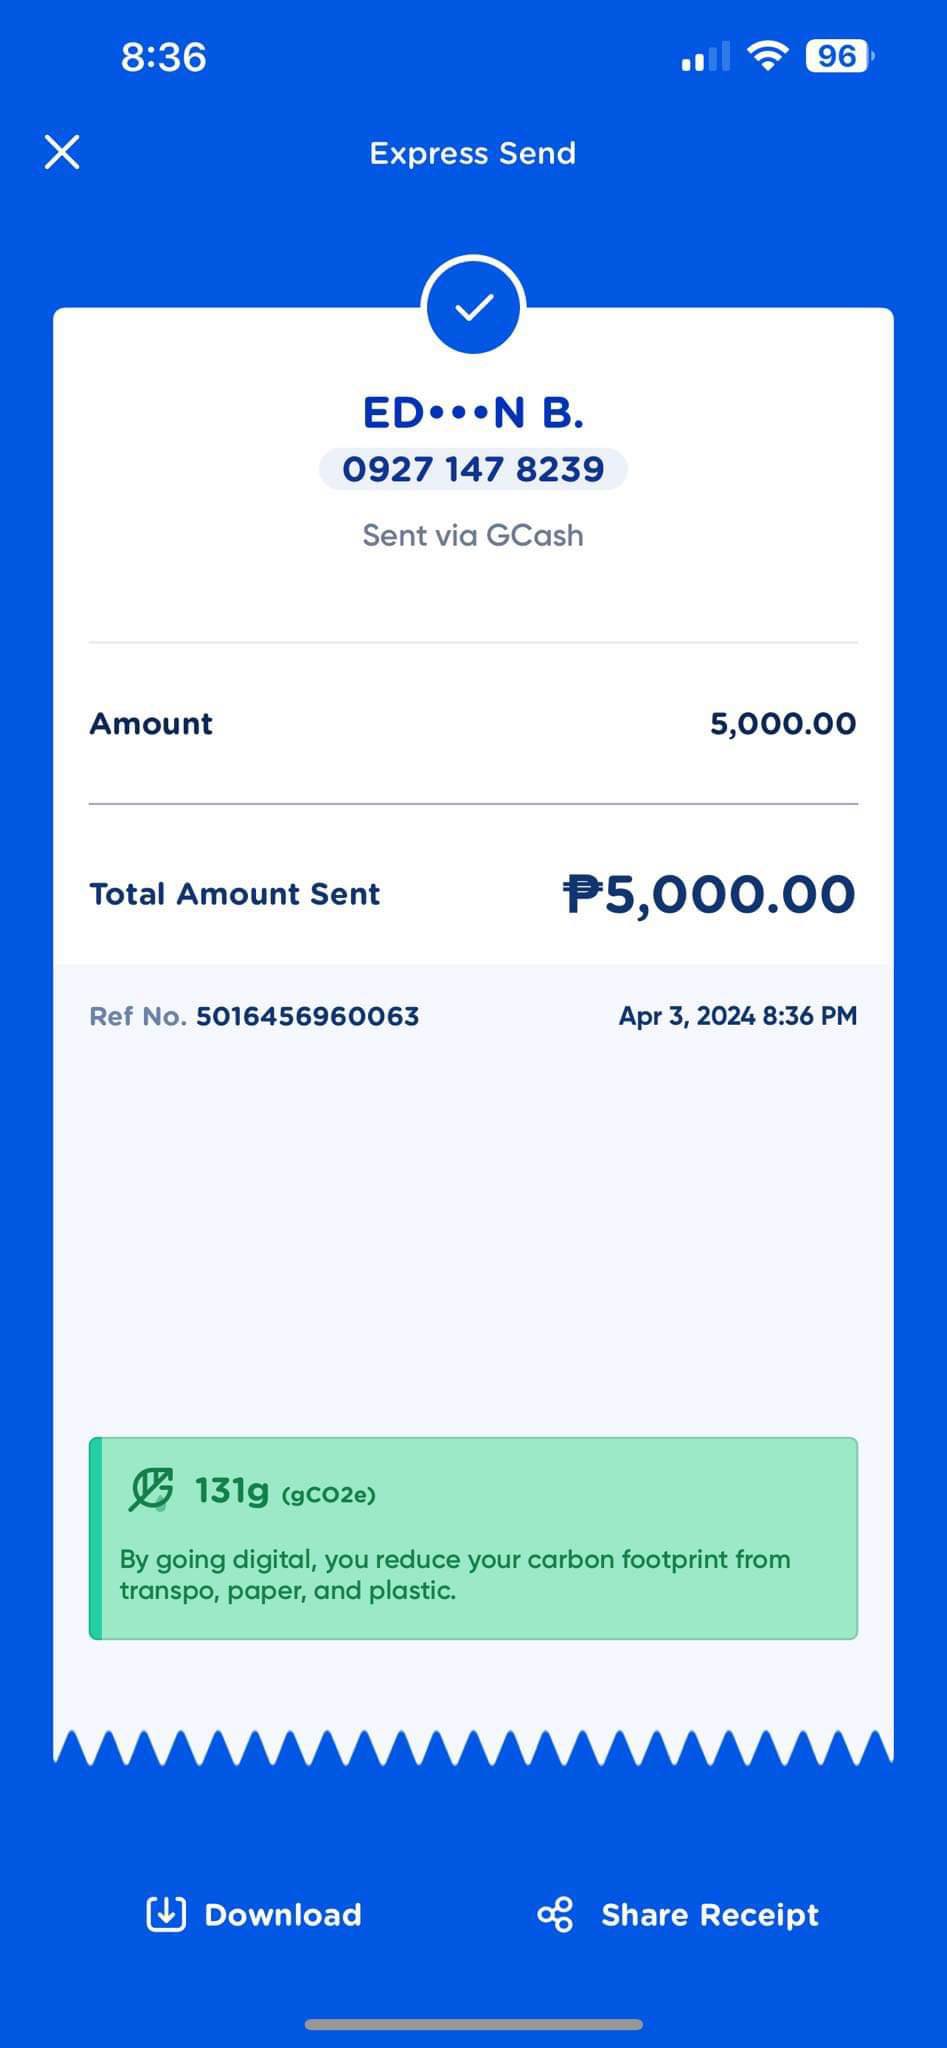 8:36
96
Express Send
ED•••N B.
0927 147 8239
Sent via GCash
Amount 5,000.00
Total Amount Sent ₱5,000.00
Ref No. 5016456960063 Apr 3, 2024 8:36 PM
131g (gCO2e)
By going digital, you reduce your carbon footprint from
transpo, paper, and plastic.
Download
Share Receipt